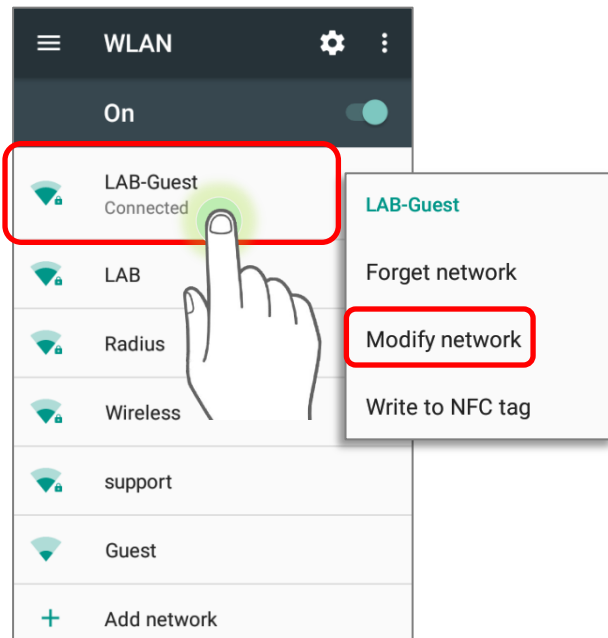 WLAN
On
LAB-Guest
Connected
LAB
Radius
Wireless
support
Guest
Add network
LAB-Guest
Forget network
Modify network
Write to NFC tag